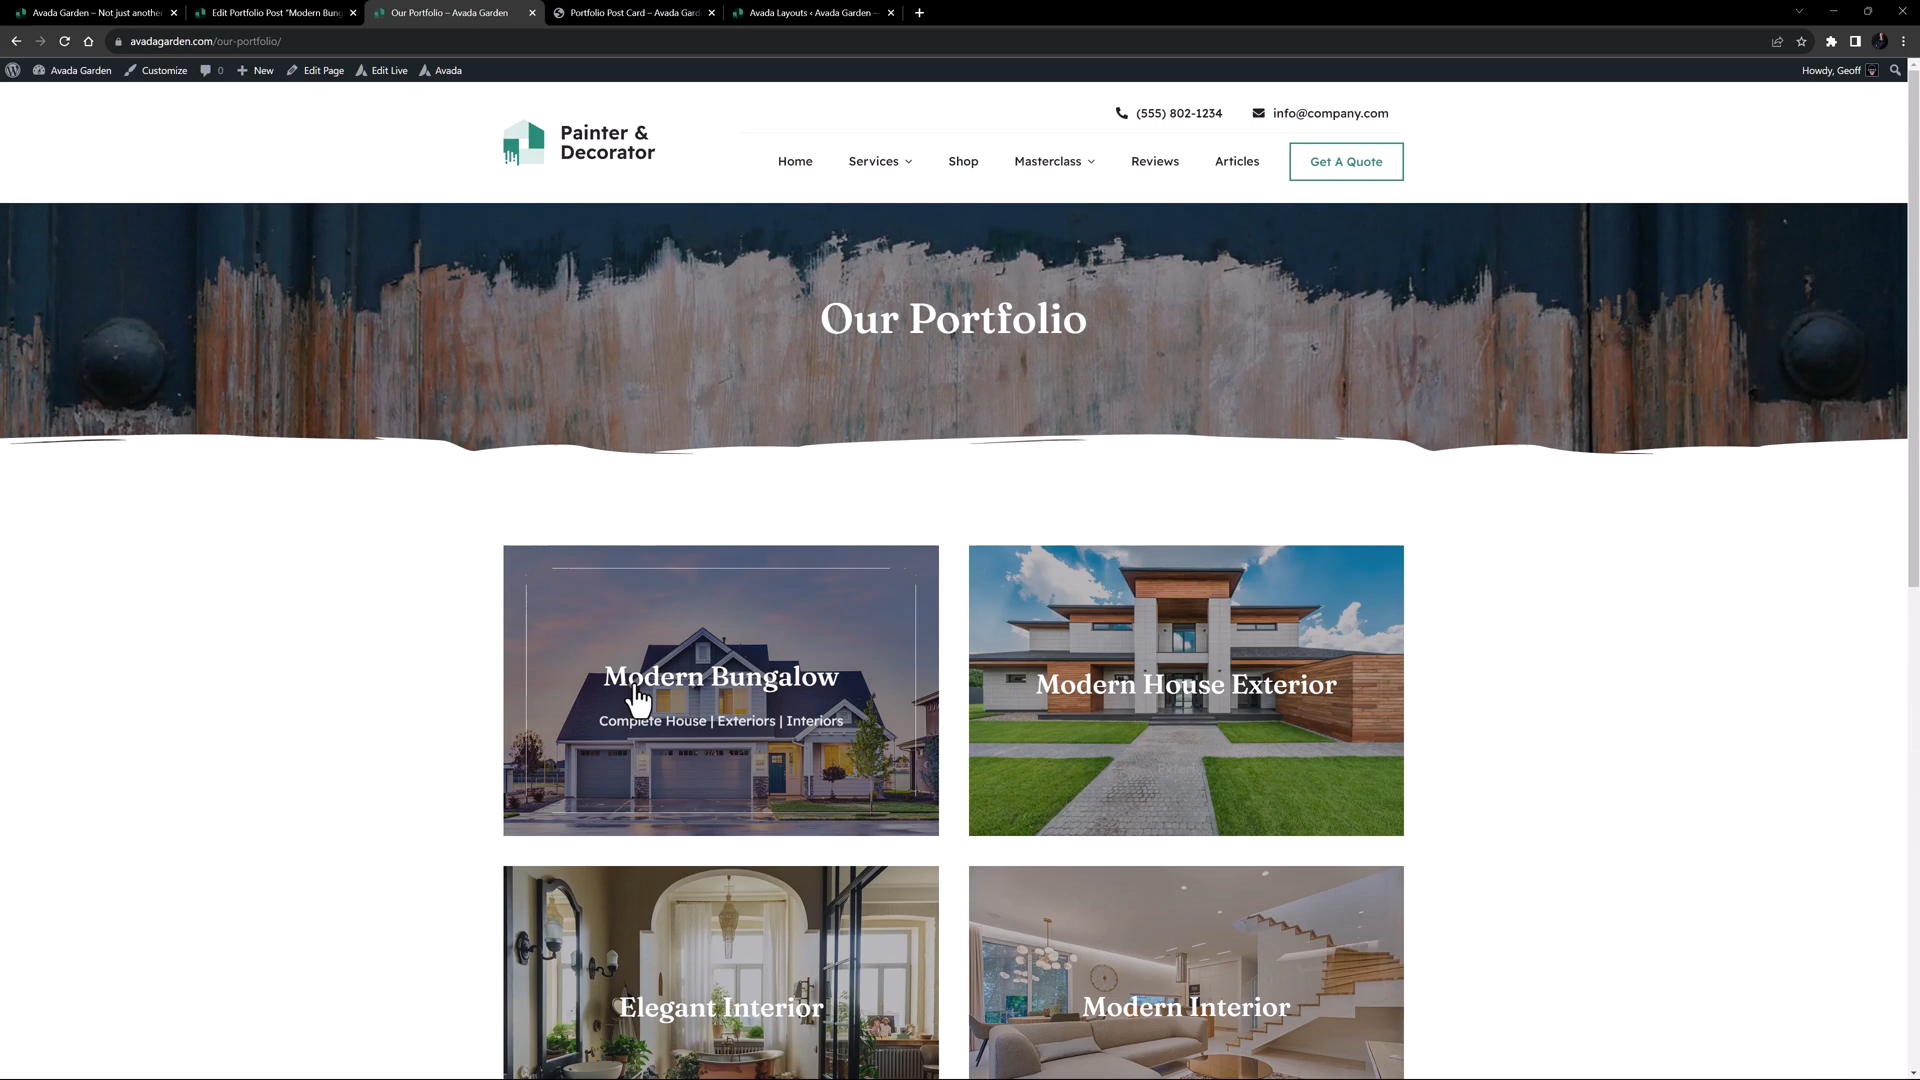 Avada Garden – Not just another
Edit Portfolio Post “Modern Bung
Our Portfolio – Avada Garden
Portfolio Post Card – Avada Gard
Avada Layouts ‹ Avada Garden —
avadagarden.com/our-portfolio/
Avada Garden
Customize
0
New
Edit Page
Edit Live
Avada
Howdy, Geoff
(555) 802-1234
info@company.com
Painter &
Decorator
Home
Services
Shop
Masterclass
Reviews
Articles
Get A Quote
Our Portfolio
Modern Bungalow
Complete House | Exteriors | Interiors
Modern House Exterior
Elegant Interior
Modern Interior